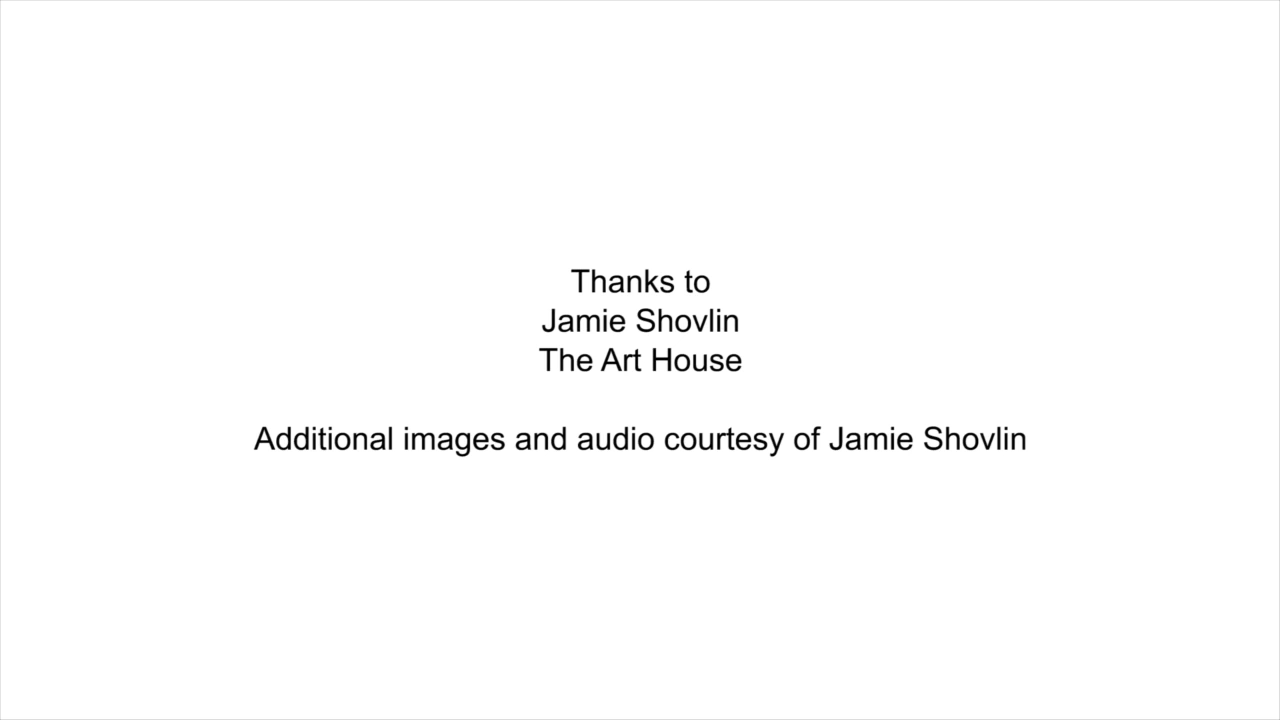 Thanks to
Jamie Shovlin
The Art House
Additional images and audio courtesy of Jamie Shovlin